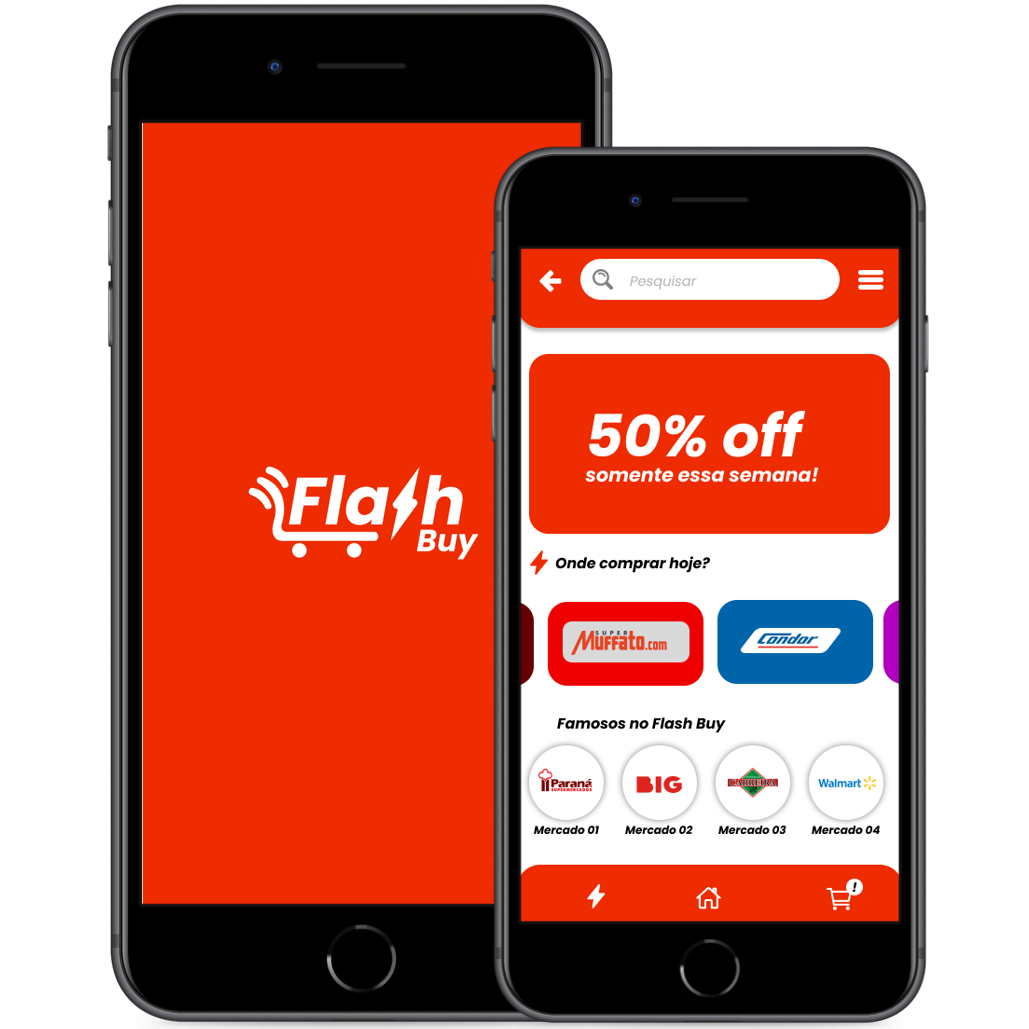 Flash
Buy
Pesquisar
50% off
somente essa semana!
Onde comprar hoje?
SUPER
MUFFATO.com
Condor
Famosos no Flash Buy
Paraná
SUPERMERCADOS
BIG
CARREIRA
Walmart
Mercado 01
Mercado 02
Mercado 03
Mercado 04
!